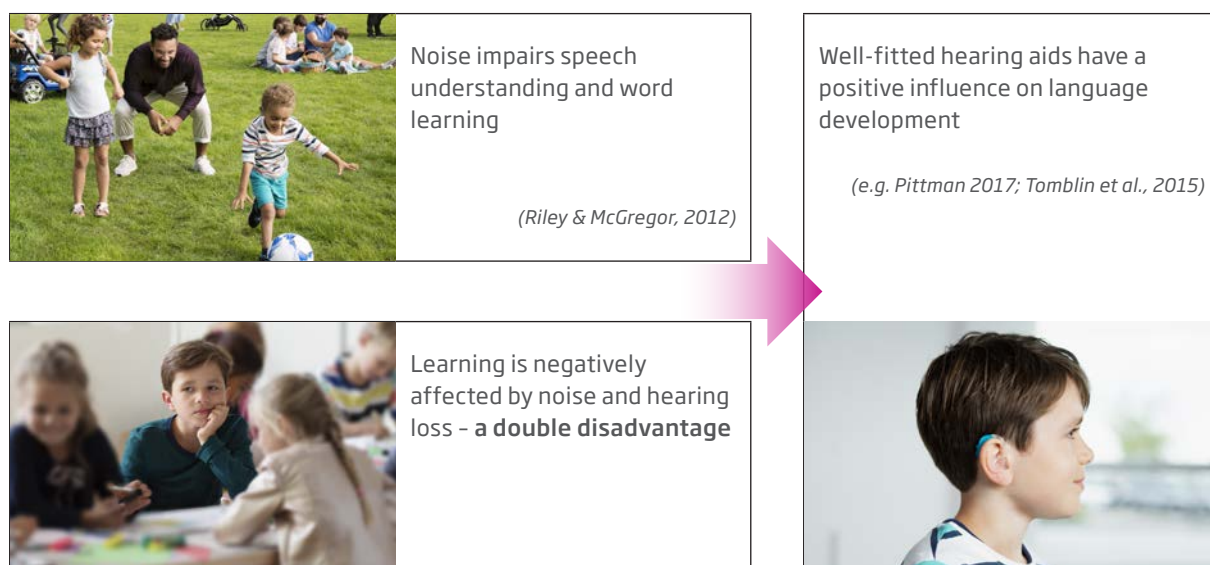 Noise impairs speech
understanding and word
learning
(Riley & McGregor, 2012)
Learning is negatively
affected by noise and hearing
loss – a double disadvantage
Well-fitted hearing aids have a
positive influence on language
development
(e.g. Pittman 2017; Tomblin et al., 2015)